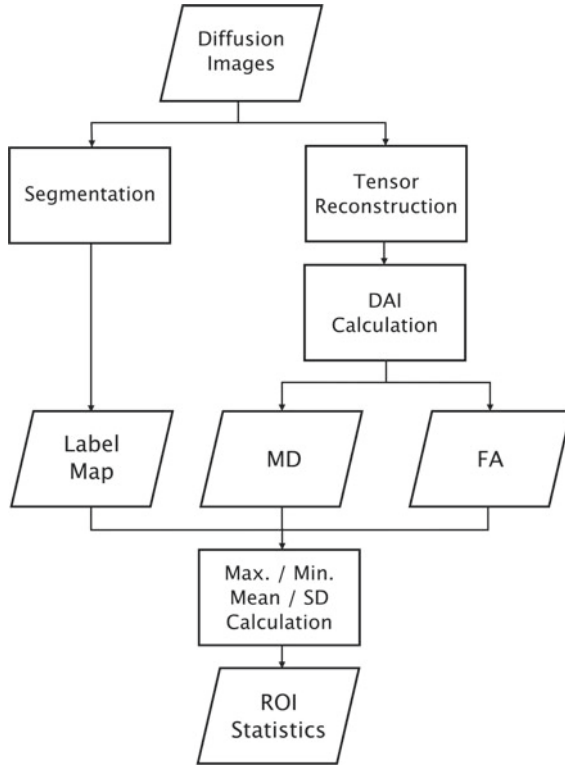 Diffusion
Images
Segmentation
Tensor
Reconstruction
DAI
Calculation
Label
Map
MD
FA
Max. / Min.
Mean / SD
Calculation
ROI
Statistics